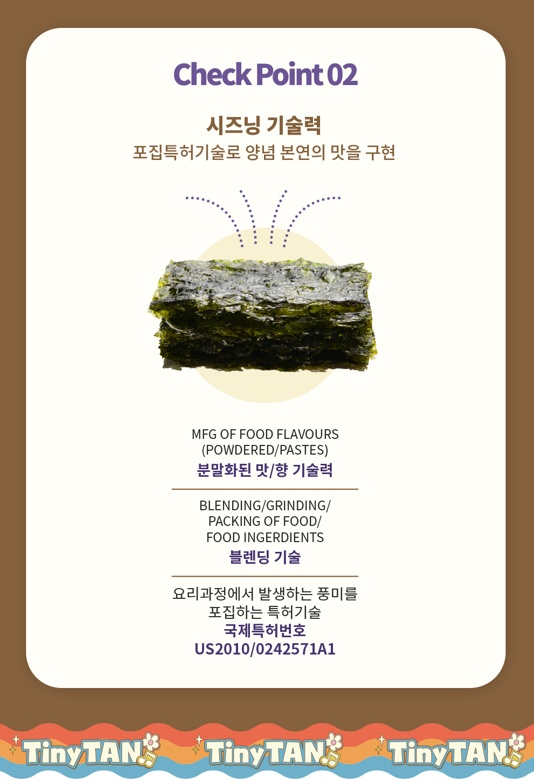 Check Point 02
시즈닝 기술력
포집특허기술로 양념 본연의 맛을 구현
MFG OF FOOD FLAVOURS
(POWDERED/PASTES)
분말화된 맛/향 기술력
BLENDING/GRINDING/
PACKING OF FOOD/
FOOD INGERDIENTS
블렌딩 기술
요리과정에서 발생하는 풍미를
포집하는 특허기술
국제특허번호
US2010/0242571A1
TinyTAN TinyTAN TinyTAN